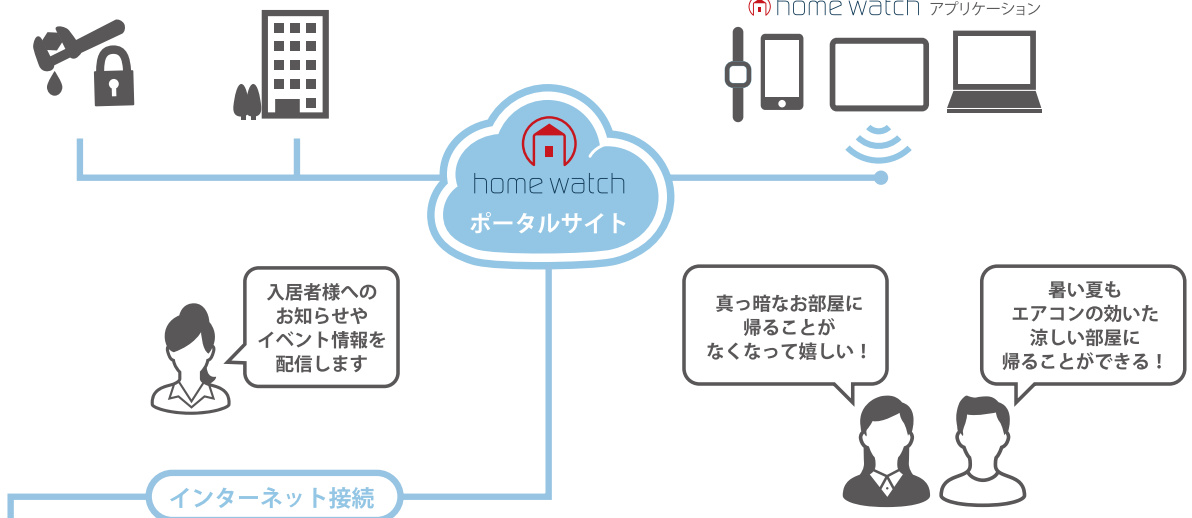 home watch アプリケーション
home watch
ポータルサイト
入居者様への
お知らせや
イベント情報を
配信します
真っ暗なお部屋に
帰ることが
なくなって嬉しい！
暑い夏も
エアコンの効いた
涼しい部屋に
帰ることができる！
インターネット接続